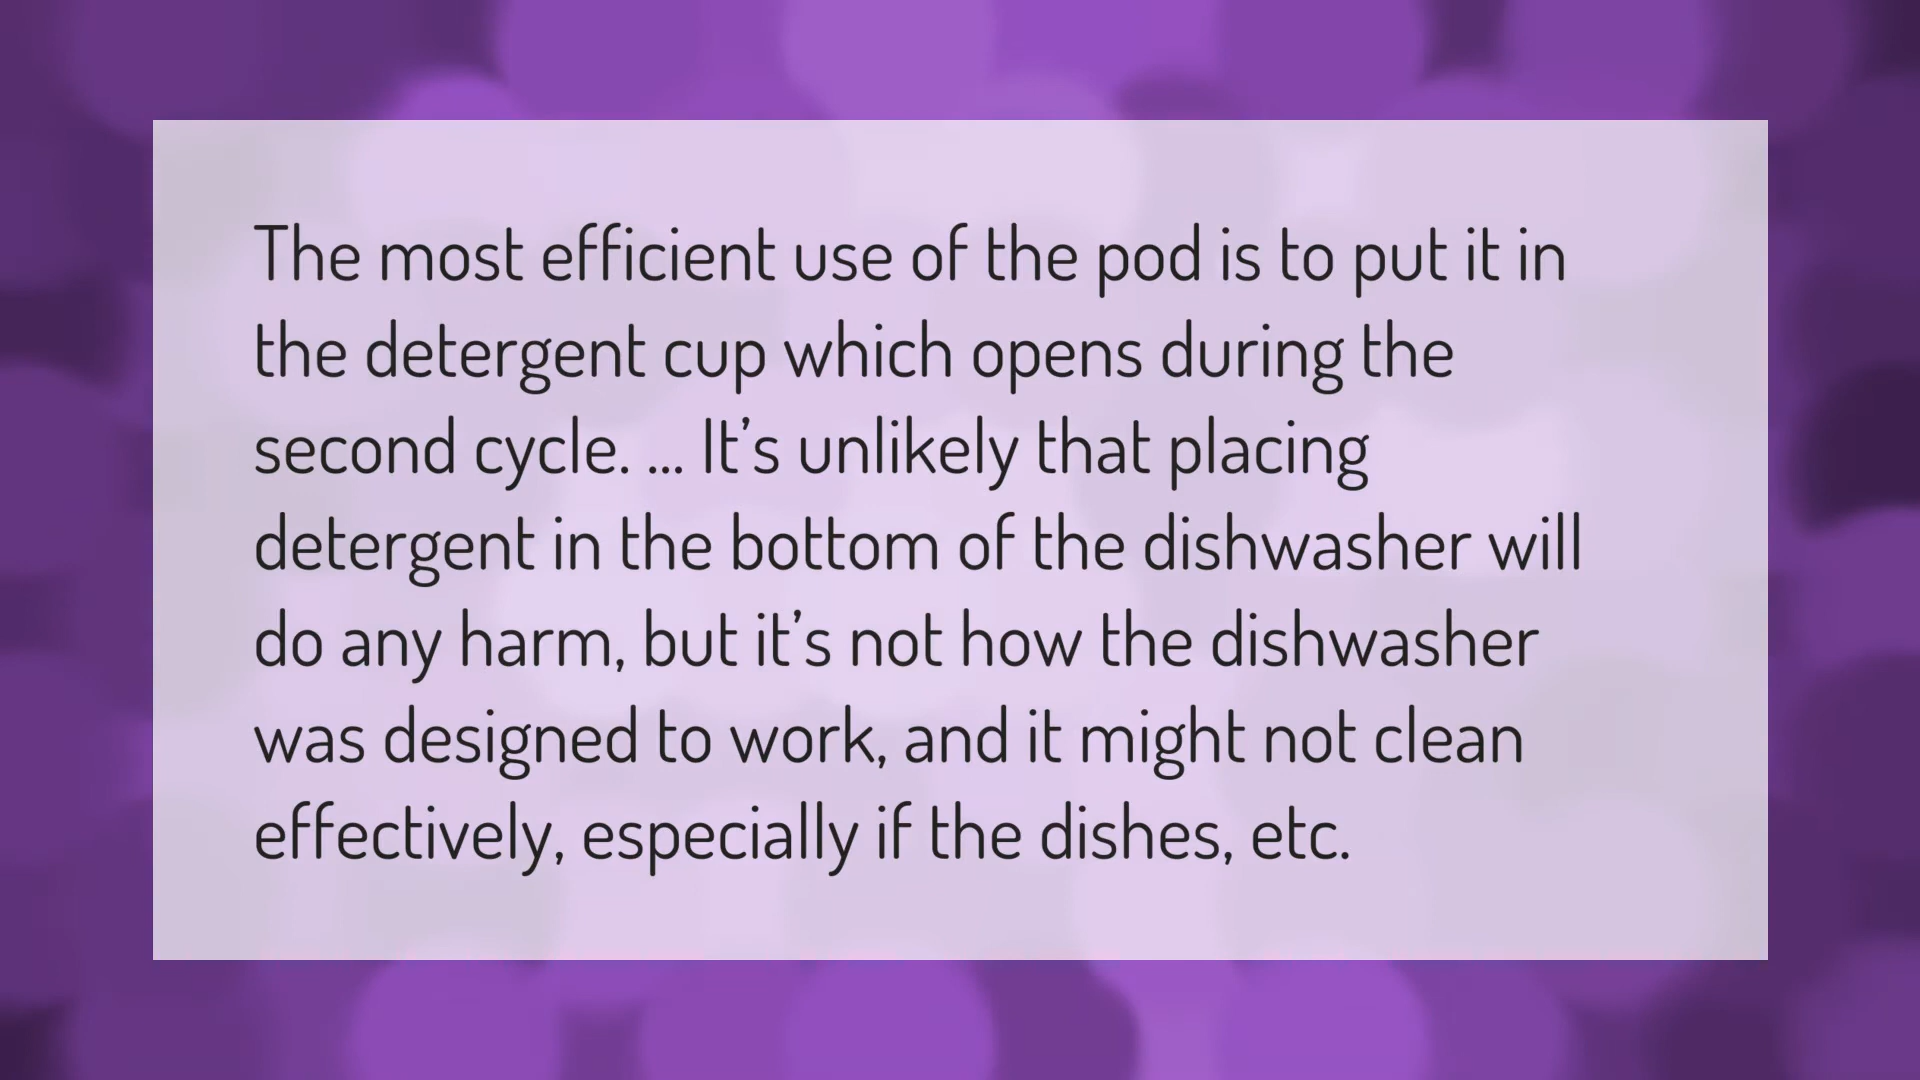 The most efficient use of the pod is to put it in
the detergent cup which opens during the
second cycle. ... It’s unlikely that placing
detergent in the bottom of the dishwasher will
do any harm, but it’s not how the dishwasher
was designed to work, and it might not clean
effectively, especially if the dishes, etc.